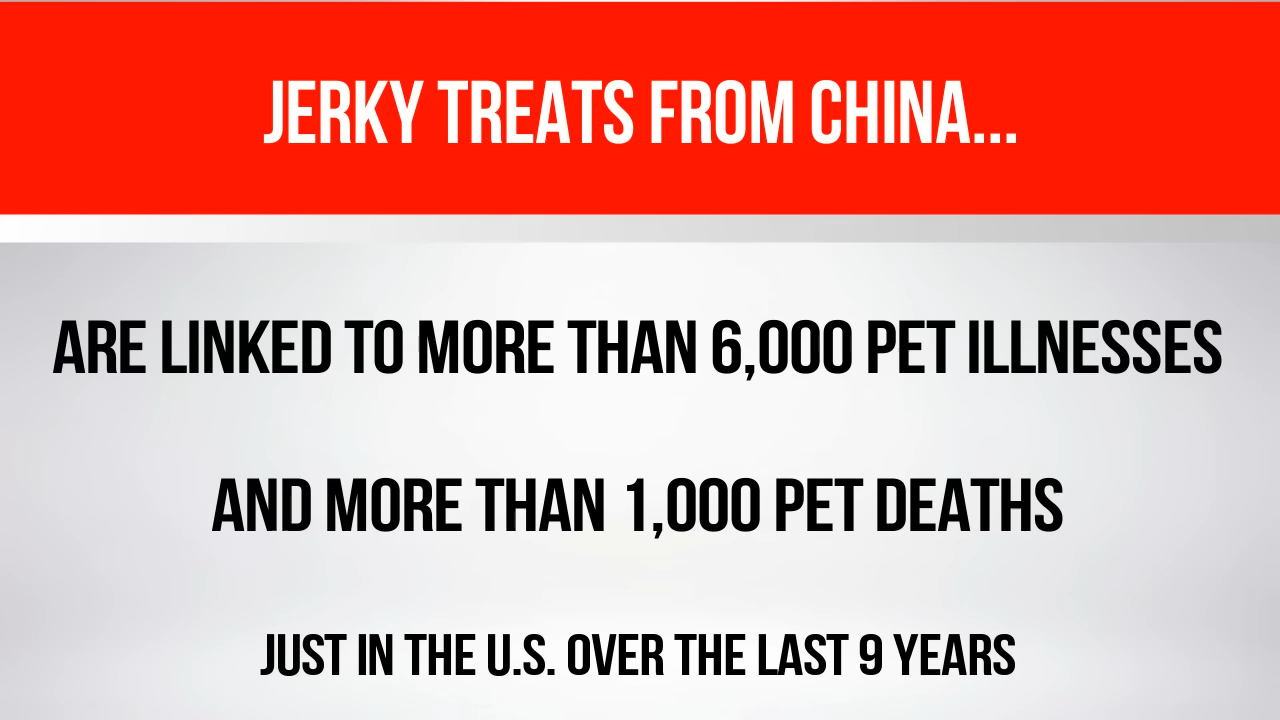 JERKY TREATS FROM CHINA...
ARE LINKED TO MORE THAN 6,000 PET ILLNESSES
AND MORE THAN 1,000 PET DEATHS
JUST IN THE U.S. OVER THE LAST 9 YEARS